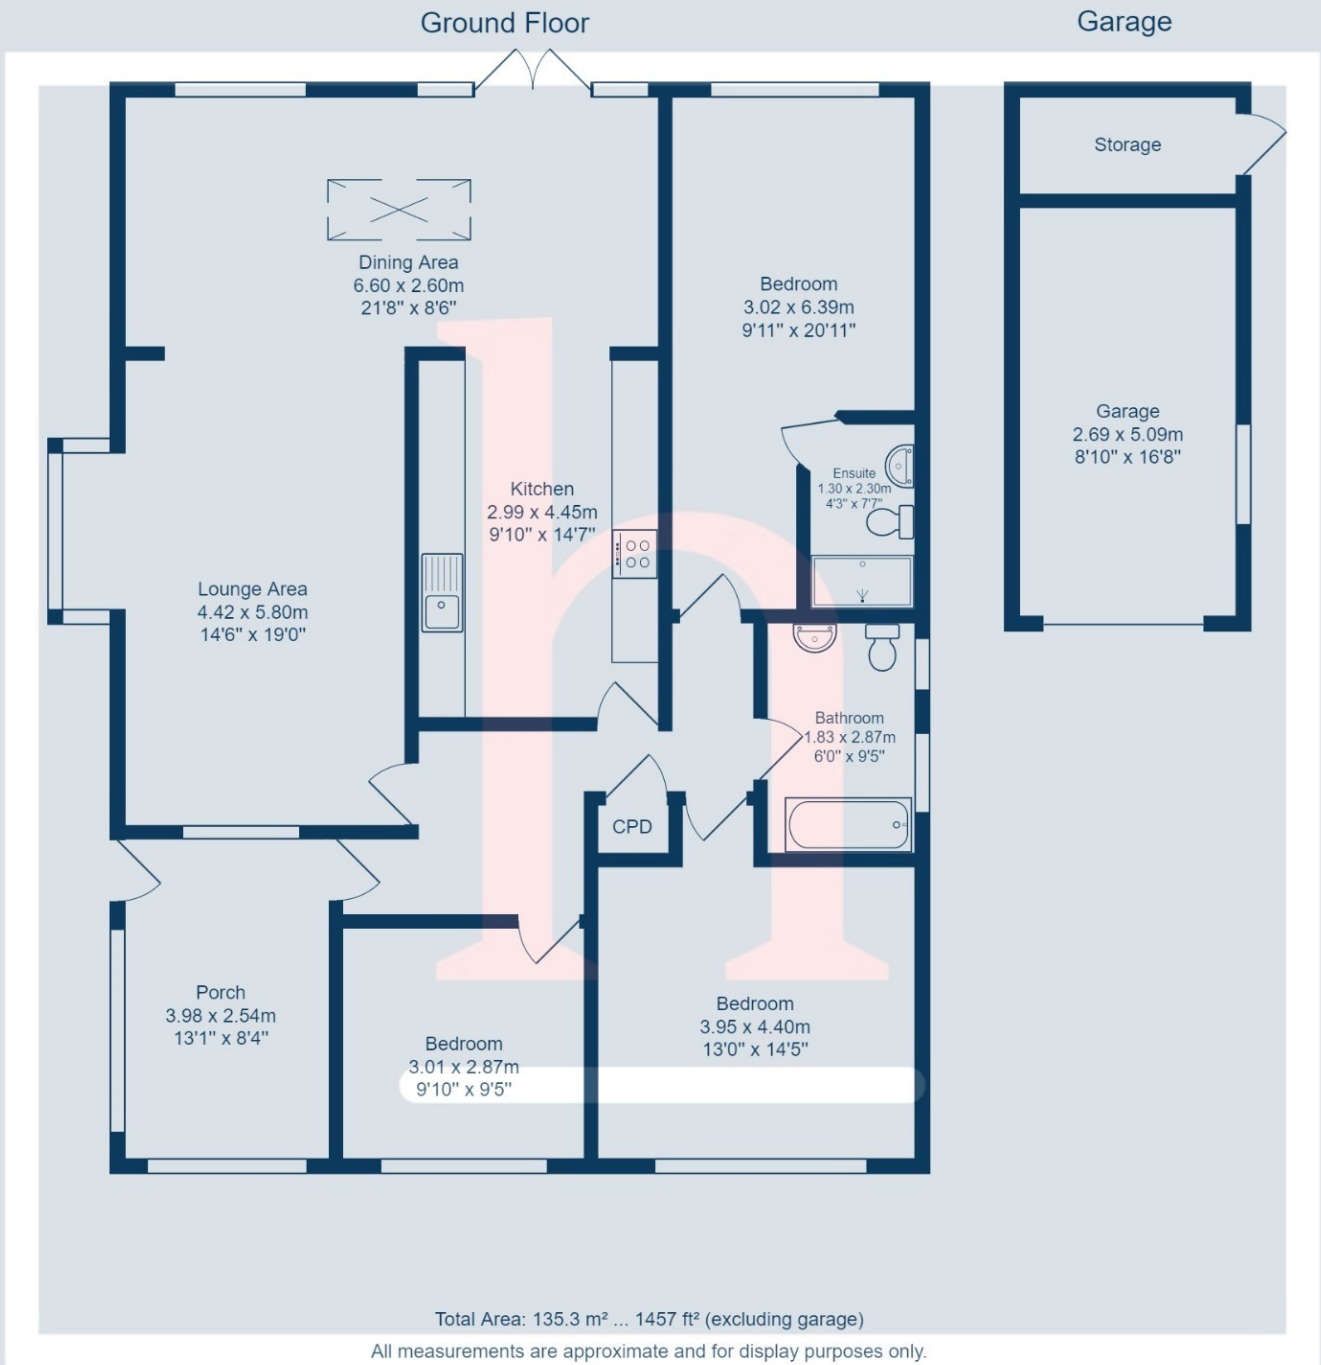 Ground Floor
Garage
Storage
Dining Area
6.60 x 2.60m
21'8" x 8'6"
Bedroom
3.02 x 6.39m
9'11" x 20'11"
Garage
2.69 x 5.09m
8'10" x 16'8"
Ensuite
1.30 x 2.30m
4'3" x 7'7"
Kitchen
2.99 x 4.45m
9'10" x 14'7"
Lounge Area
4.42 x 5.80m
14'6" x 19'0"
Bathroom
1.83 x 2.87m
6'0" x 9'5"
CPD
Porch
3.98 x 2.54m
13'1" x 8'4"
Bedroom
3.01 x 2.87m
9'10" x 9'5"
Bedroom
3.95 x 4.40m
13'0" x 14'5"
h
Total Area: 135.3 m² ... 1457 ft² (excluding garage)
All measurements are approximate and for display purposes only.